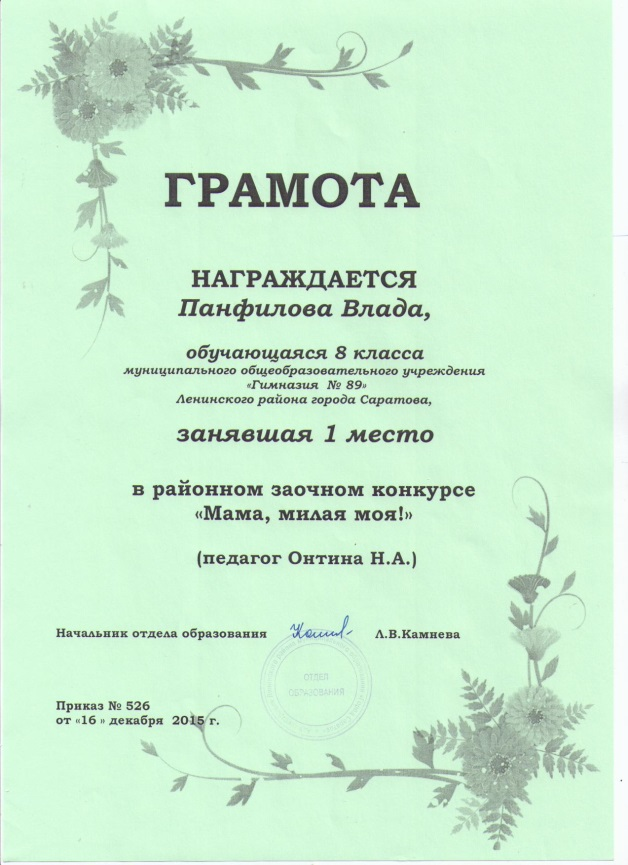 ГРАМОТА
НАГРАЖДАЕТСЯ
Панфилова Влада,
обучающаяся 8 класса
муниципального общеобразовательного учреждения
«Гимназия № 89»
Ленинского района города Саратова,
занявшая 1 место
в районном заочном конкурсе
«Мама, милая моя!»
(педагог Онтина Н.А.)
Начальник отдела образования Л.В.Камнева
ОТДЕЛ
ОБРАЗОВАНИЯ
Приказ № 526
от «16 » декабря 2015 г.